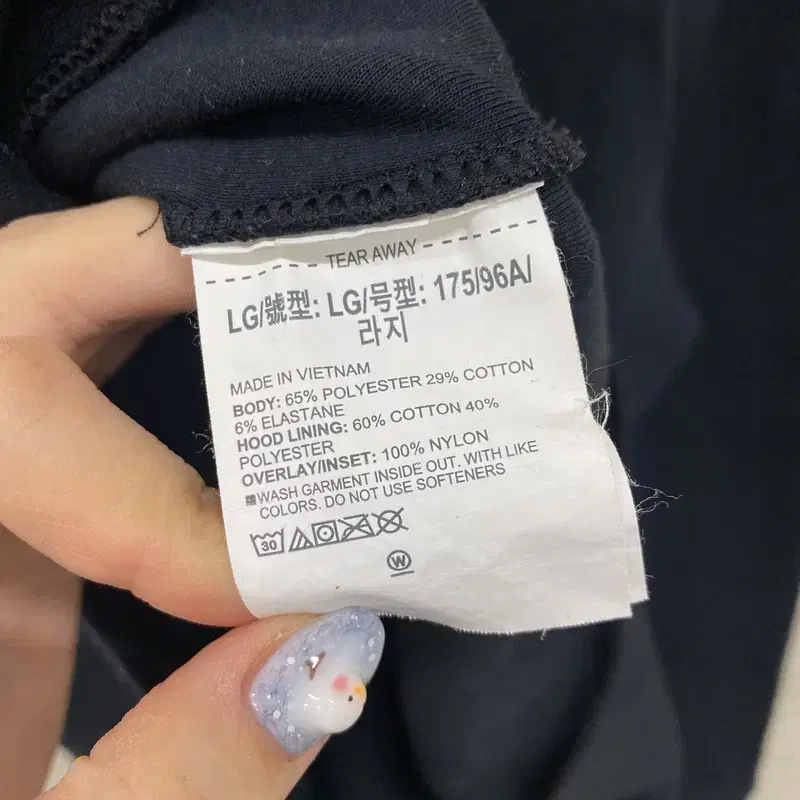 TEAR AWAY
LG/號型: LG/号型: 175/96A/
라지
MADE IN VIETNAM
BODY: 65% POLYESTER 29% COTTON
6% ELASTANE
HOOD LINING: 60% COTTON 40%
POLYESTER
OVERLAY/INSET: 100% NYLON
WASH GARMENT INSIDE OUT. WITH LIKE
COLORS. DO NOT USE SOFTENERS
30
W